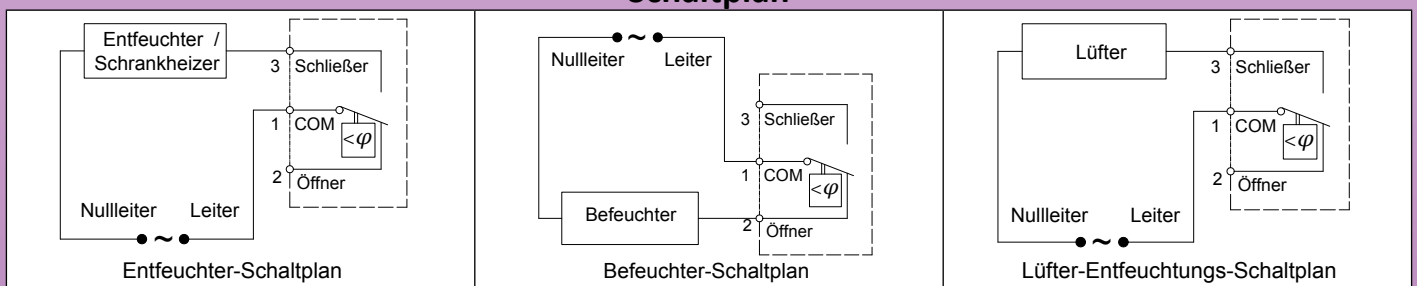 Entfeuchter /
Schrankheizer
3 Schließer
1 COM
<φ
2 Öffner
Nullleiter Leiter
~
Entfeuchter-Schaltplan
~
Nullleiter Leiter
3 Schließer
1 COM
<φ
Befeuchter
2 Öffner
Befeuchter-Schaltplan
Lüfter
3 Schließer
1 COM
<φ
2 Öffner
Nullleiter Leiter
~
Lüfter-Entfeuchtungs-Schaltplan